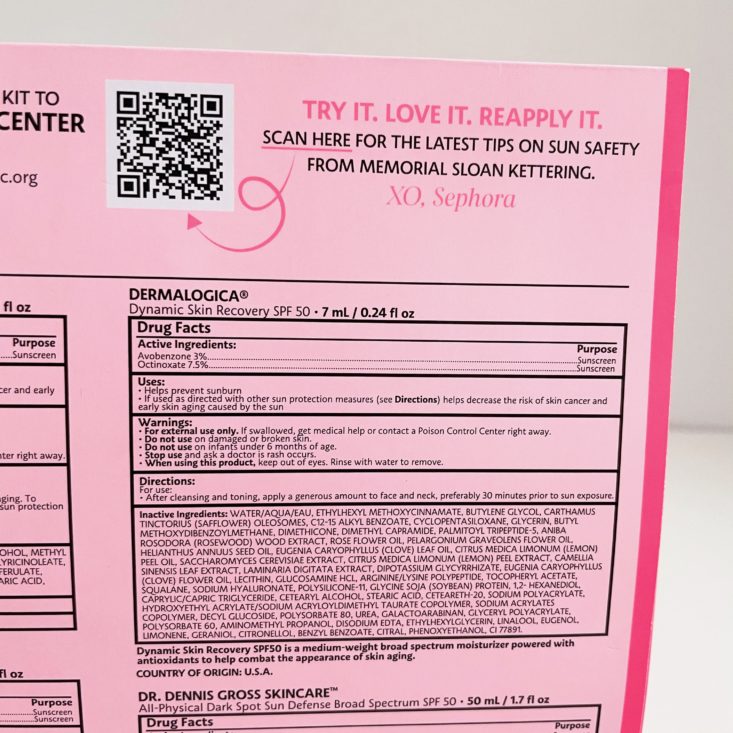 KIT TO
CENTER
c.org
TRY IT. LOVE IT. REAPPLY IT.
SCAN HERE FOR THE LATEST TIPS ON SUN SAFETY
FROM MEMORIAL SLOAN KETTERING.
XO, Sephora
fl oz
Purpose
Sunscreen
cer and early
ter right away.
ging. To
sun protection
OHOL, METHYL
LYRICINOLEATE,
FERULATE,
ARIC ACID,
fl oz
Purpose
Sunscreen
Sunscreen
DERMALOGICA®
Dynamic Skin Recovery SPF 50 • 7 mL / 0.24 fl oz
Drug Facts
Active Ingredients: Purpose
Avobenzone 3%...Sunscreen
Octinoxate 7.5%...Sunscreen
Uses:
• Helps prevent sunburn
• If used as directed with other sun protection measures (see Directions) helps decrease the risk of skin cancer and
early skin aging caused by the sun
Warnings:
• For external use only. If swallowed, get medical help or contact a Poison Control Center right away.
• Do not use on damaged or broken skin.
• Do not use on infants under 6 months of age.
• Stop use and ask a doctor is rash occurs.
• When using this product, keep out of eyes. Rinse with water to remove.
Directions:
For use:
• After cleansing and toning, apply a generous amount to face and neck, preferably 30 minutes prior to sun exposure.
Inactive Ingredients: WATER/AQUA/EAU, ETHYLHEXYL METHOXYCINNAMATE, BUTYLENE GLYCOL, CARTHAMUS
TINCTORIUS (SAFFLOWER) OLEOSOMES, C12-15 ALKYL BENZOATE, CYCLOPENTASILOXANE, GLYCERIN, BUTYL
METHOXYDIBENZOYLMETHANE, DIMETHICONE, DIMETHYL CAPRAMIDE, PALMITOYL TRIPEPTIDE-5, ANIBA
ROSODORA (ROSEWOOD) WOOD EXTRACT, ROSE FLOWER OIL, PELARGONIUM GRAVEOLENS FLOWER OIL,
HELIANTHUS ANNUUS SEED OIL, EUGENIA CARYOPHYLLUS (CLOVE) LEAF OIL, CITRUS MEDICA LIMONUM (LEMON)
PEEL OIL, SACCHAROMYCES CEREVISIAE EXTRACT, CITRUS MEDICA LIMONUM (LEMON) PEEL EXTRACT, CAMELLIA
SINENSIS LEAF EXTRACT, LAMINARIA DIGITATA EXTRACT, DIPOTASSIUM GLYCYRRHIZATE, EUGENIA CARYOPHYLLUS
(CLOVE) FLOWER OIL, LECITHIN, GLUCOSAMINE HCL, ARGININE/LYSINE POLYPEPTIDE, TOCOPHERYL ACETATE,
SQUALANE, SODIUM HYALURONATE, POLYSILICONE-11, GLYCINE SOJA (SOYBEAN) PROTEIN, 1,2- HEXANEDIOL,
CAPRYLIC/CAPRIC TRIGLYCERIDE, CETEARYL ALCOHOL, STEARIC ACID, CETEARETH-20, SODIUM POLYACRYLATE,
HYDROXYETHYL ACRYLATE/SODIUM ACRYLOYLDIMETHYL TAURATE COPOLYMER, SODIUM ACRYLATES
COPOLYMER, DECYL GLUCOSIDE, POLYSORBATE 80, UREA, GALACTOARABINAN, GLYCERYL POLYACRYLATE,
POLYSORBATE 60, AMINOMETHYL PROPANOL, DISODIUM EDTA, ETHYLHEXYLGLYCERIN, LINALOOL, EUGENOL,
LIMONENE, GERANIOL, CITRONELLOL, BENZYL BENZOATE, CITRAL, PHENOXYETHANOL, CI 77891.
Dynamic Skin Recovery SPF50 is a medium-weight broad spectrum moisturizer powered with
antioxidants to help combat the appearance of skin aging.
COUNTRY OF ORIGIN: U.S.A.
DR. DENNIS GROSS SKINCARE™
All-Physical Dark Spot Sun Defense Broad Spectrum SPF 50 • 50 mL / 1.7 fl oz
Drug Facts
Purpose